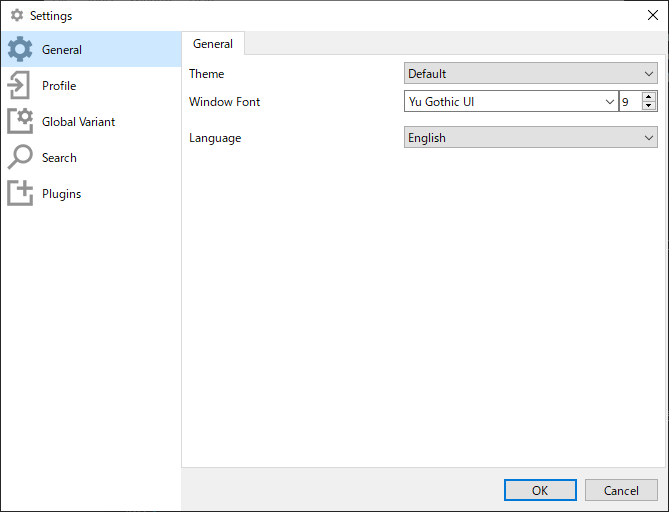 Settings
General
Profile
Global Variant
Search
Plugins
General
Theme Default
Window Font Yu Gothic UI 9
Language English
OK Cancel